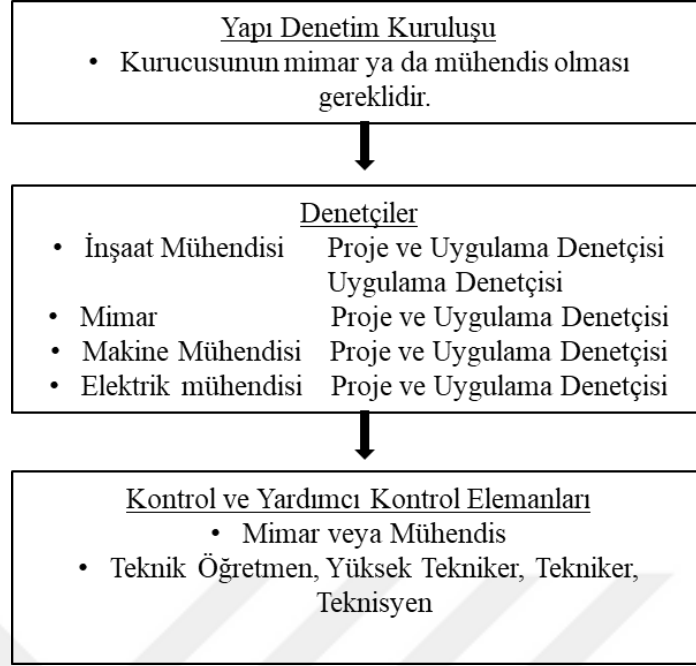 Yapı Denetim Kuruluşu
• Kurucusunun mimar ya da mühendis olması
gereklidir.
Denetçiler
• İnşaat Mühendisi Proje ve Uygulama Denetçisi
Uygulama Denetçisi
• Mimar Proje ve Uygulama Denetçisi
• Makine Mühendisi Proje ve Uygulama Denetçisi
• Elektrik mühendisi Proje ve Uygulama Denetçisi
Kontrol ve Yardımcı Kontrol Elemanları
• Mimar veya Mühendis
• Teknik Öğretmen, Yüksek Tekniker, Tekniker,
Teknisyen